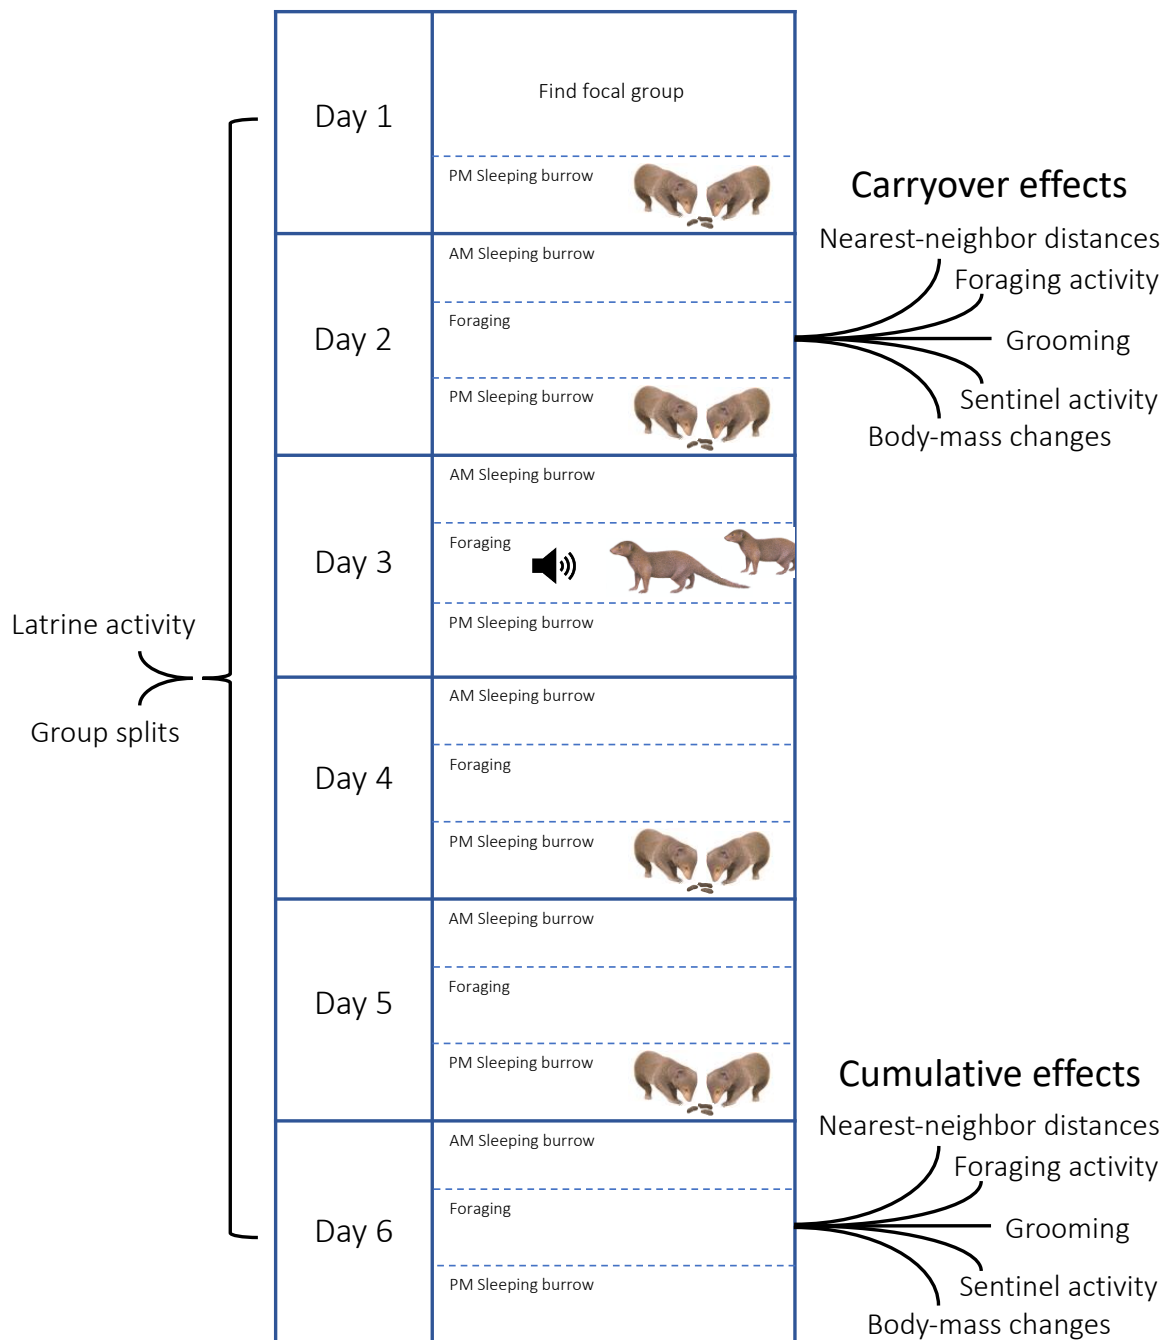 Day 1
Find focal group
PM Sleeping burrow
Day 2
AM Sleeping burrow
Foraging
PM Sleeping burrow
Carryover effects
Nearest-neighbor distances
Foraging activity
Grooming
Sentinel activity
Body-mass changes
Day 3
AM Sleeping burrow
Foraging
PM Sleeping burrow
Latrine activity
Group splits
Day 4
AM Sleeping burrow
Foraging
PM Sleeping burrow
Day 5
AM Sleeping burrow
Foraging
PM Sleeping burrow
Day 6
AM Sleeping burrow
Foraging
PM Sleeping burrow
Cumulative effects
Nearest-neighbor distances
Foraging activity
Grooming
Sentinel activity
Body-mass changes